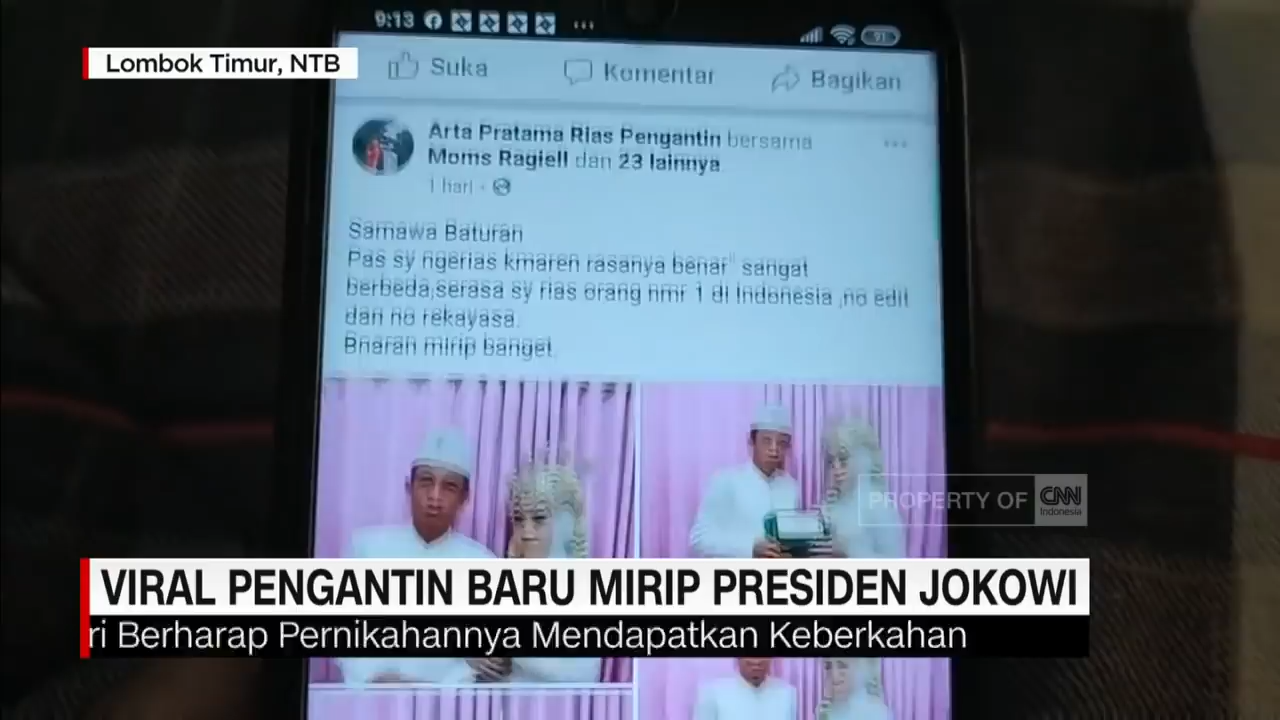 9:13
91
Lombok Timur, NTB
Suka Komentar Bagikan
Arta Pratama Rias Pengantin bersama
Moms Ragiell dan 23 lainnya
1 hari
Samawa Baturan
Pas sy ngerias kmaren rasanya benar" sangat
berbeda,serasa sy rias orang nmr 1 di Indonesia ,no edit
dan no rekayasa.
Bnaran mirip banget.
PROPERTY OF CNN Indonesia
VIRAL PENGANTIN BARU MIRIP PRESIDEN JOKOWI
ri Berharap Pernikahannya Mendapatkan Keberkahan